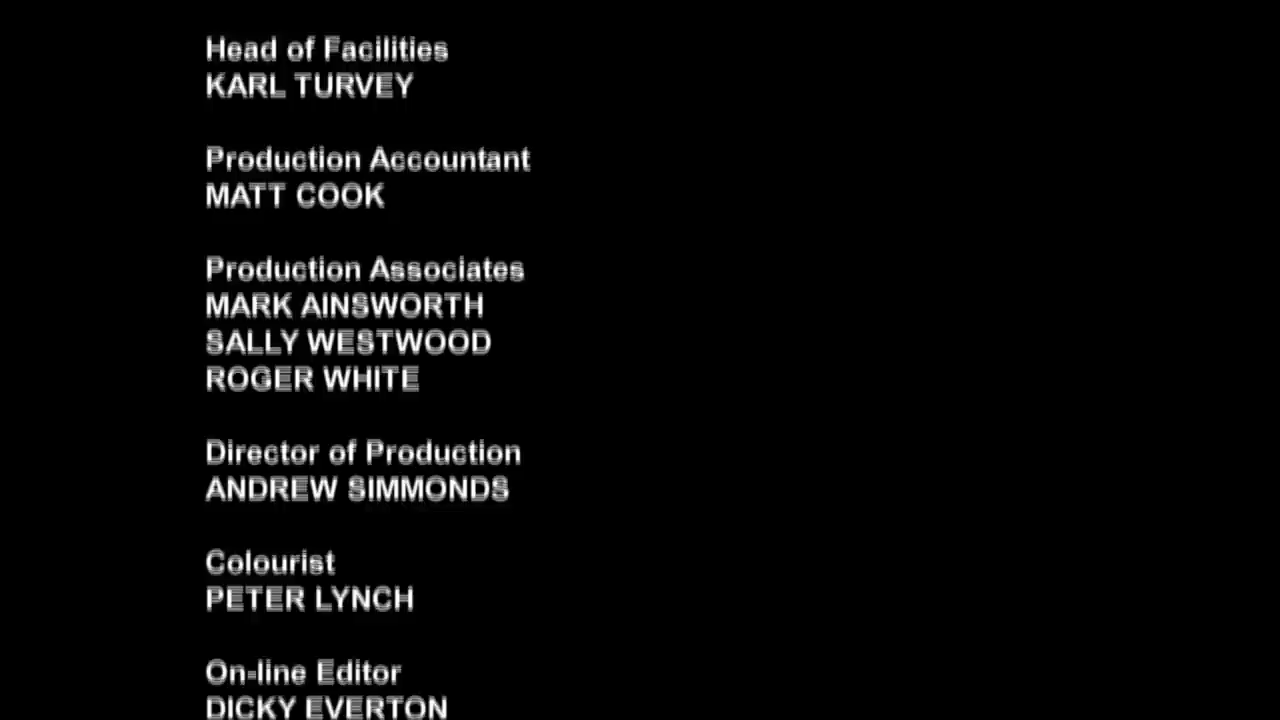 Head of Facilities
KARL TURVEY
Production Accountant
MATT COOK
Production Associates
MARK AINSWORTH
SALLY WESTWOOD
ROGER WHITE
Director of Production
ANDREW SIMMONDS
Colourist
PETER LYNCH
On-line Editor
DICKY EVERTON